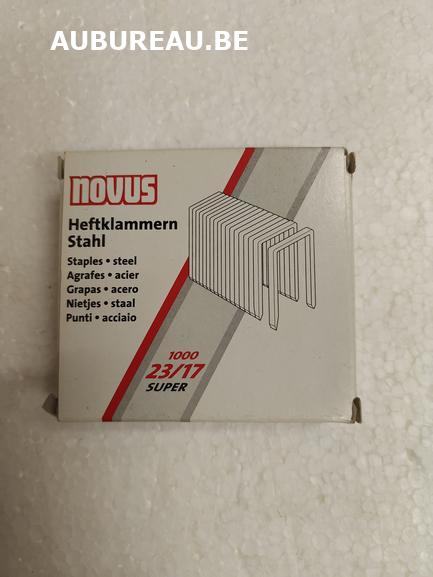 AUBUREAU.BE
novus
Heftklammern
Stahl
Staples • steel
Agrafes • acier
Grapas • acero
Nietjes • staal
Punti • acciaio
1000
23/17
SUPER